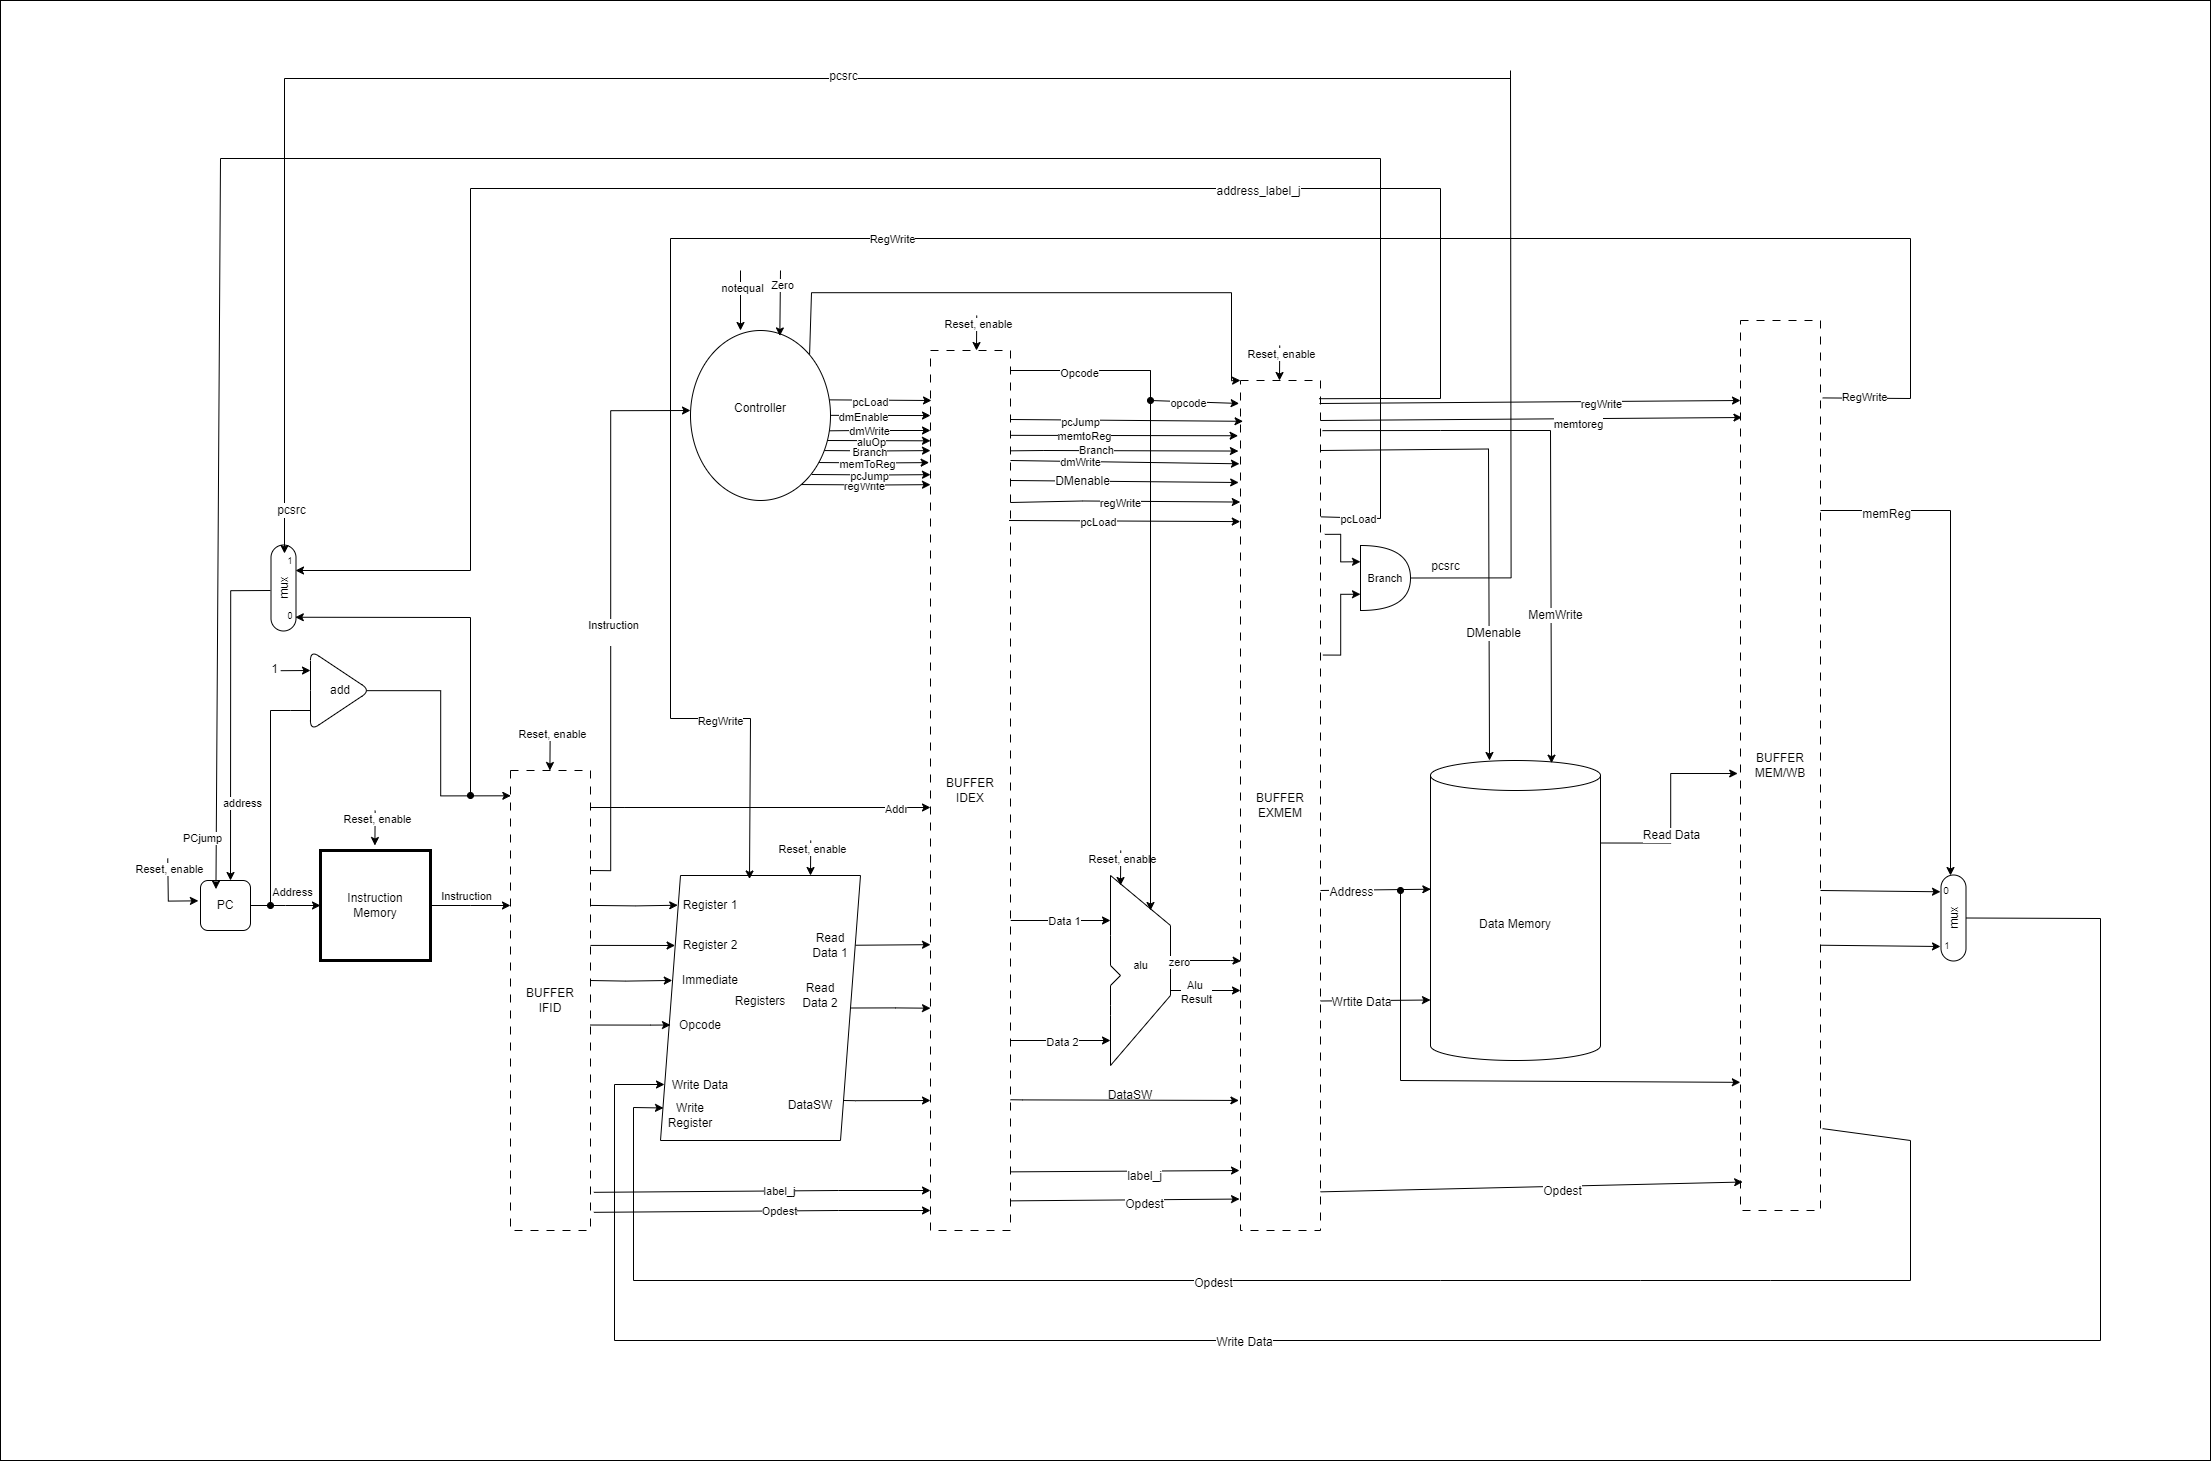 pcsrc
address_label_j
RegWrite
notequal
Zero
Reset, enable
Reset, enable
Controller
pcLoad
dmEnable
dmWrite
aluOp
Branch
memToReg
pcJump
regWrite
Opcode
opcode
pcJump
memtoReg
Branch
dmWrite
DMenable
regWrite
pcLoad
regWrite
memtoreg
RegWrite
pcLoad
memReg
pcsrc
1
mux
0
Branch
pcsrc
Instruction
DMenable
MemWrite
1
add
RegWrite
Reset, enable
BUFFER
IDEX
BUFFER
EXMEM
BUFFER
MEM/WB
address
Addr
PCjump
Reset, enable
Reset, enable
PC
Address
Instruction
Memory
Instruction
BUFFER
IFID
Reset, enable
Register 1
Register 2
Immediate
Registers
Opcode
Read
Data 1
Read
Data 2
Write Data
Write
Register
DataSW
Reset, enable
Data 1
alu
zero
Alu
Result
Data 2
Address
Wrtite Data
Data Memory
Read Data
0
mux
1
DataSW
label_j
Opdest
label_j
Opdest
Opdest
Opdest
Write Data